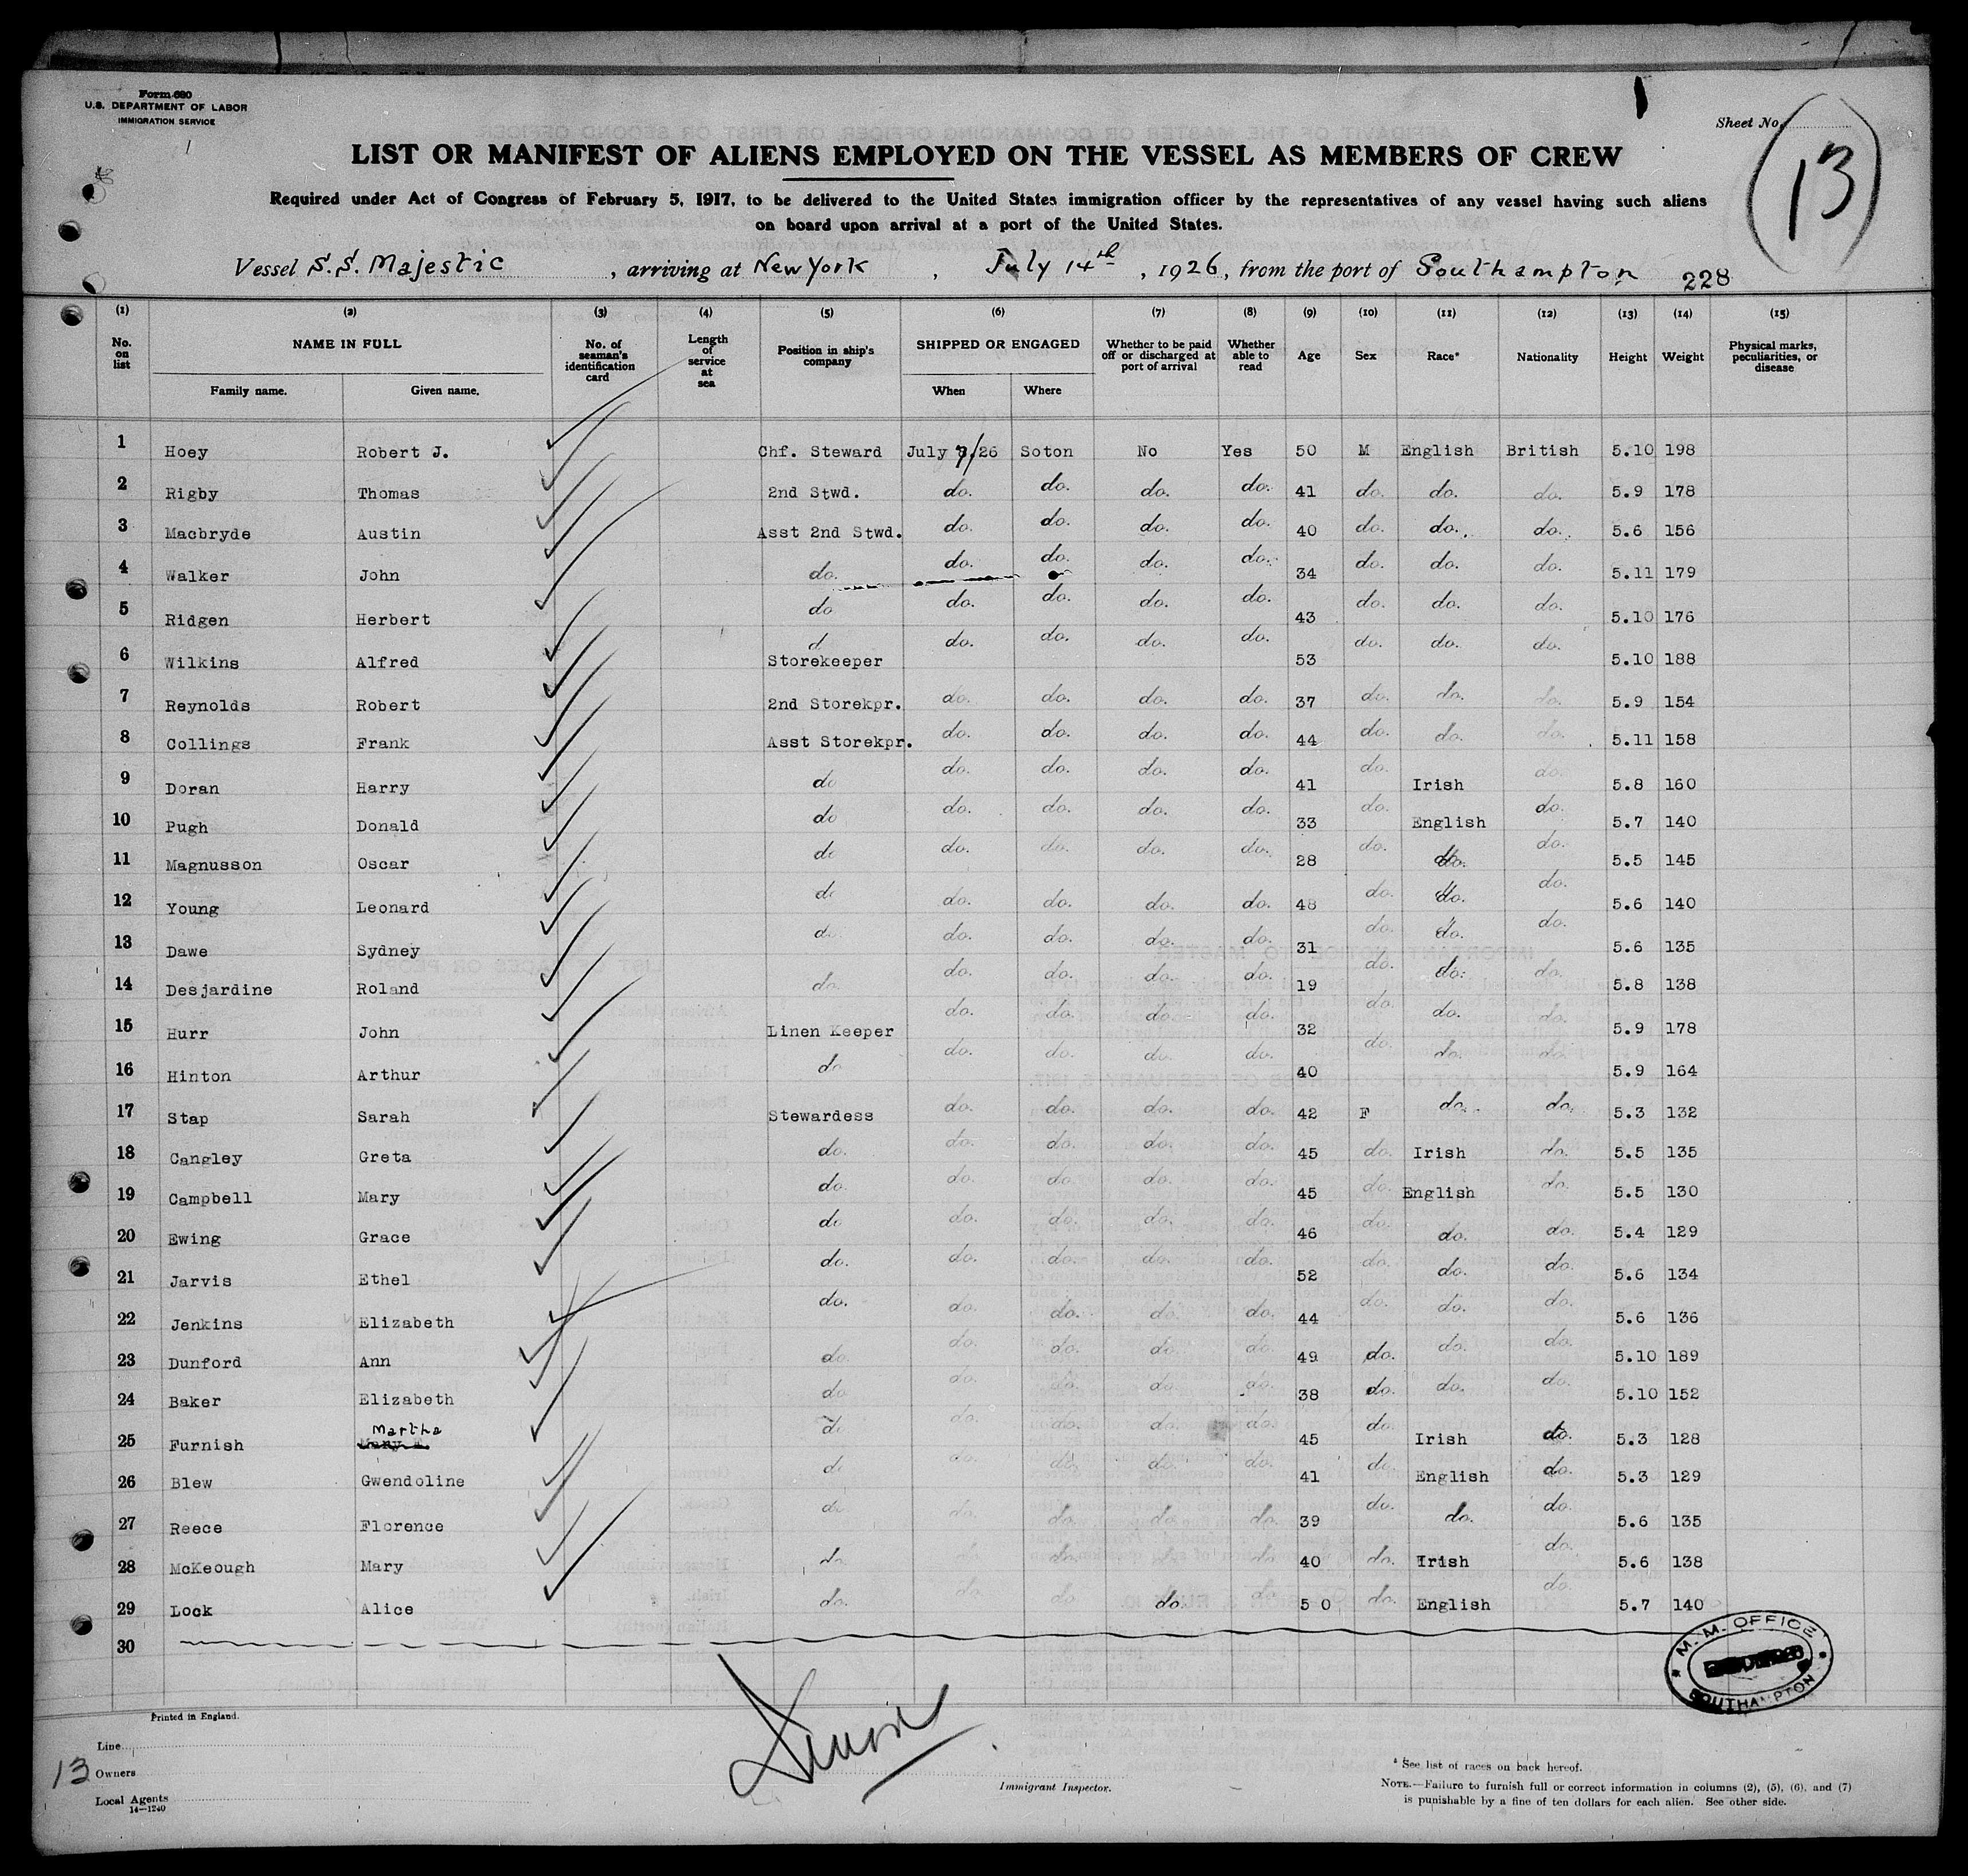 Form 680
U.S. DEPARTMENT OF LABOR
IMMIGRATION SERVICE
Sheet No.
(13)
LIST OR MANIFEST OF ALIENS EMPLOYED ON THE VESSEL AS MEMBERS OF CREW
Required under Act of Congress of February 5, 1917, to be delivered to the United States immigration officer by the representatives of any vessel having such aliens
on board upon arrival at a port of the United States.
Vessel S.S. Majestic, arriving at New York, July 14th, 1926, from the port of Southampton 228
(1) (2) (3) (4) (5) (6) (7) (8) (9) (10) (11) (12) (13) (14) (15)
No. on list NAME IN FULL No. of seaman's identification card Length of service at sea Position in ship's company SHIPPED OR ENGAGED Whether to be paid off or discharged at port of arrival Whether able to read Age Sex Race* Nationality Height Weight Physical marks, peculiarities, or disease
Family name. Given name. When Where
1 Hoey Robert J. Chf. Steward July /26 Soton No Yes 50 M English British 5.10 198
2 Rigby Thomas 2nd Stwd. do. do. do. do. 41 do. do. do. 5.9 178
3 Macbryde Austin Asst 2nd Stwd. do. do. do. do. 40 do. do. do. 5.6 156
4 Walker John do. do. do. do. do. 34 do. do. do. 5.11 179
5 Ridgen Herbert do do. do. do. do. 43 do. do. do. 5.10 176
6 Wilkins Alfred Storekeeper do. do. do. do. 53 do. do. do. 5.10 188
7 Reynolds Robert 2nd Storekpr. do. do. do. do. 37 do. do. do. 5.9 154
8 Collings Frank Asst Storekpr. do. do. do. do. 44 do. do. do. 5.11 158
9 Doran Harry do do. do. do. do. 41 do. Irish do. 5.8 160
10 Pugh Donald do do. do. do. do. 33 do. English do. 5.7 140
11 Magnusson Oscar do do. do. do. do. 28 do. do. do. 5.5 145
12 Young Leonard do do. do. do. do. 48 do. do. do. 5.6 140
13 Dawe Sydney do. do. do. do. do. 31 do. do. do. 5.6 135
14 Desjardine Roland do. do. do. do. do. 19 do. do. do. 5.8 138
15 Hurr John Linen Keeper do. do. do. do. 32 do. do. do. 5.9 178
16 Hinton Arthur do do. do. do. do. 40 do. do. do. 5.9 164
17 Stap Sarah Stewardess do. do. do. do. 42 F do. do. 5.3 132
18 Cangley Greta do. do. do. do. do. 45 do. Irish do. 5.5 135
19 Campbell Mary do. do. do. do. do. 45 do. English do. 5.5 130
20 Ewing Grace do do. do. do. do. 46 do. do. do. 5.4 129
21 Jarvis Ethel do. do. do. do. do. 52 do. do. do. 5.6 134
22 Jenkins Elizabeth do. do. do. do. do. 44 do. do. do. 5.6 136
23 Dunford Ann do. do. do. do. do. 49 do. do. do. 5.10 189
24 Baker Elizabeth do do. do. do. do. 38 do. do. do. 5.10 152
25 Furnish Martha do. do. do. do. do. 45 do. Irish do. 5.3 128
26 Blew Gwendoline do do. do. do. do. 41 do. English do. 5.3 129
27 Reece Florence do do. do. do. do. 39 do. do. do. 5.6 135
28 McKeough Mary do. do. do. do. do. 40 do. Irish do. 5.6 138
29 Lock Alice do. do. do. do. do. 50 do. English do. 5.7 140
30
M. M. OFFICE
SOUTHAMPTON
Printed in England.
Line
13 Owners
Local Agents
14—1240
Immigrant Inspector.
* See list of races on back hereof.
NOTE.—Failure to furnish full or correct information in columns (2), (5), (6), and (7)
is punishable by a fine of ten dollars for each alien. See other side.